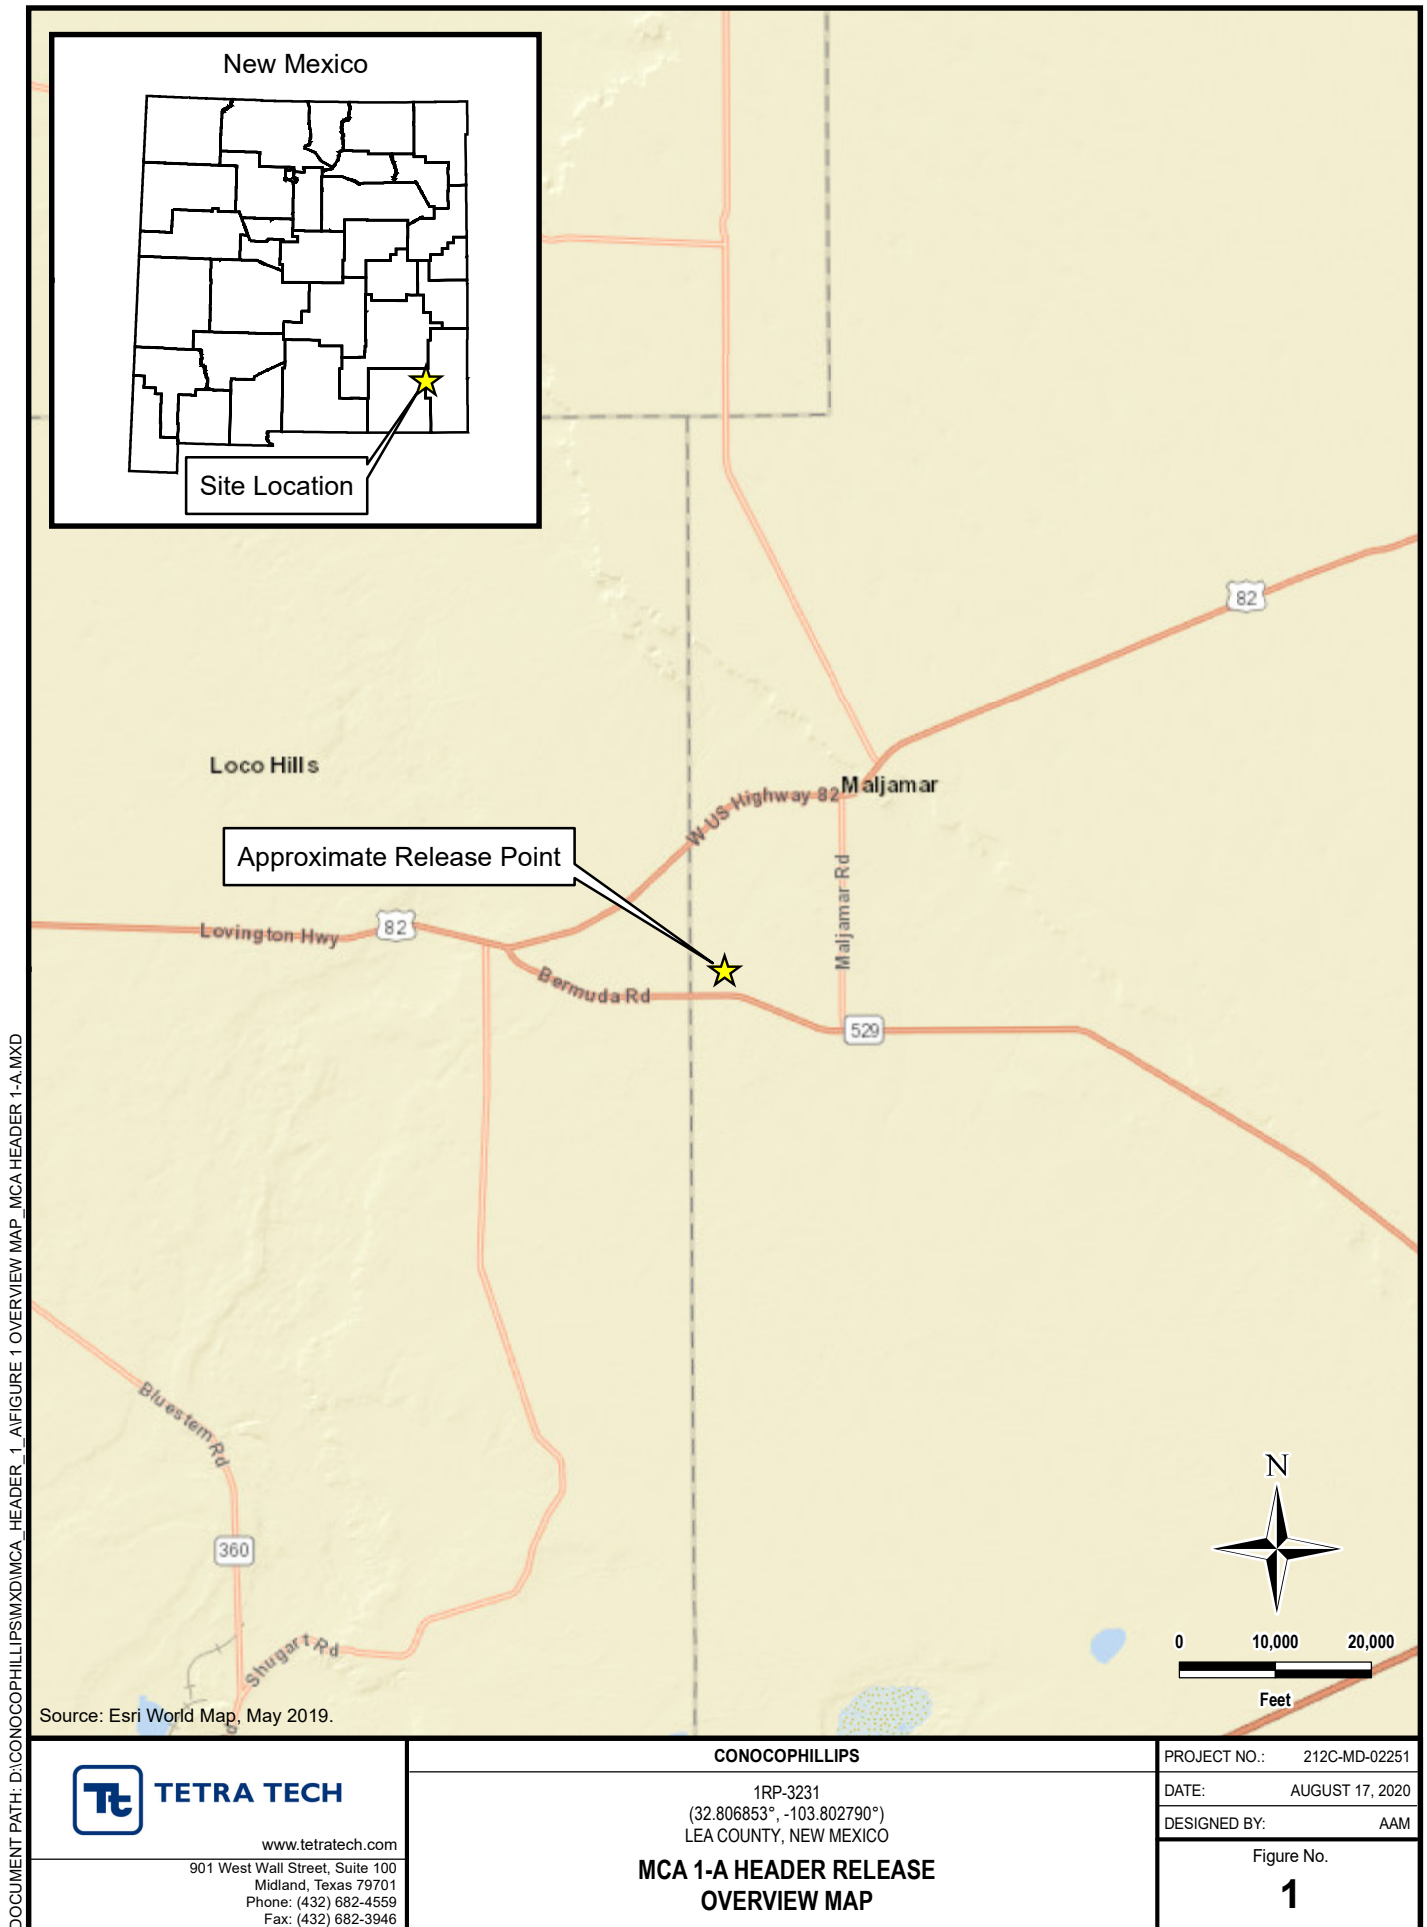 New Mexico
Site Location
82
Loco Hills
Maljamar
W US Highway 82
Approximate Release Point
Maljamar Rd
Lovington Hwy
82
Bermuda Rd
529
Bluestem Rd
360
Shugart Rd
N
0 10,000 20,000
Feet
Source: Esri World Map, May 2019.
DOCUMENT PATH: D:\CONOCOPHILLIPS\MXD\MCA_HEADER_1_A\FIGURE 1 OVERVIEW MAP_MCA HEADER 1-A.MXD
Tt TETRA TECH
www.tetratech.com
901 West Wall Street, Suite 100
Midland, Texas 79701
Phone: (432) 682-4559
Fax: (432) 682-3946
CONOCOPHILLIPS
1RP-3231
(32.806853°, -103.802790°)
LEA COUNTY, NEW MEXICO
MCA 1-A HEADER RELEASE
OVERVIEW MAP
PROJECT NO.: 212C-MD-02251
DATE: AUGUST 17, 2020
DESIGNED BY: AAM
Figure No.
1